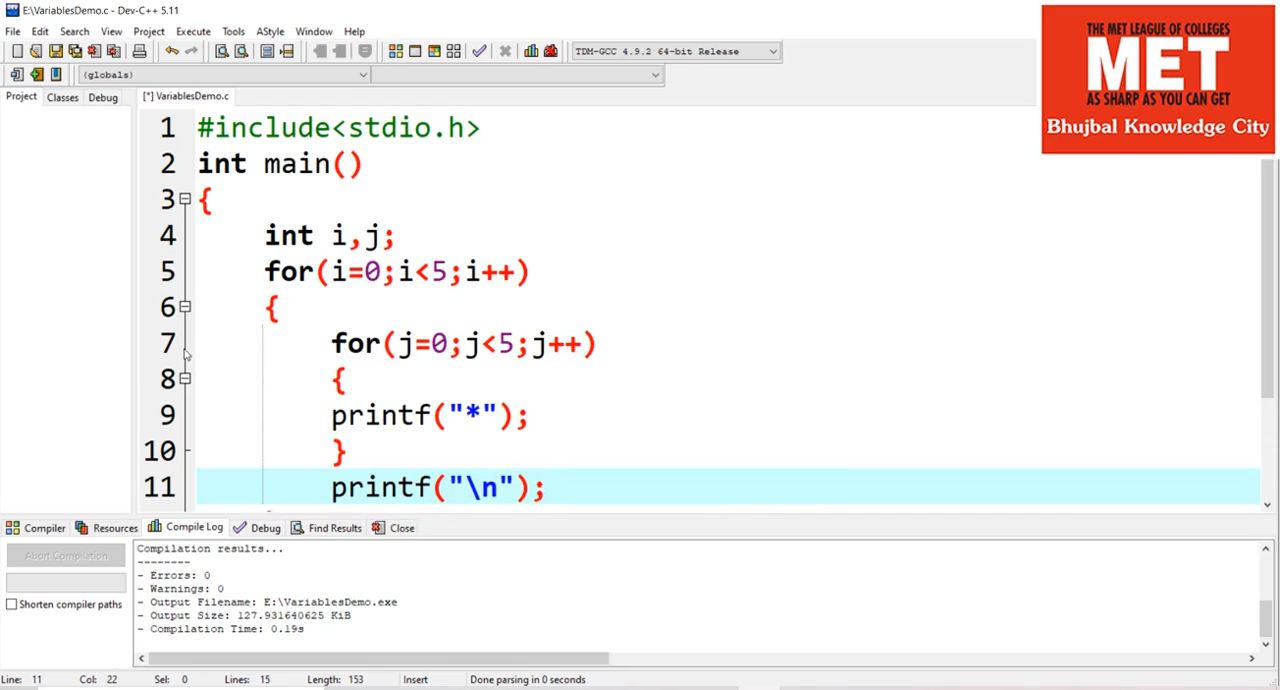 E:\VariablesDemo.c - Dev-C++ 5.11
File Edit Search View Project Execute Tools AStyle Window Help
TDM-GCC 4.9.2 64-bit Release
(globals)
Project Classes Debug [*] VariablesDemo.c
THE MET LEAGUE OF COLLEGES
MET
AS SHARP AS YOU CAN GET
Bhujbal Knowledge City
1 #include<stdio.h>
2 int main()
3 {
4 int i,j;
5 for(i=0;i<5;i++)
6 {
7 for(j=0;j<5;j++)
8 {
9 printf("*");
10 }
11 printf("\n");
Compiler Resources Compile Log Debug Find Results Close
Abort Compilation
Shorten compiler paths
Compilation results...
--------
- Errors: 0
- Warnings: 0
- Output Filename: E:\VariablesDemo.exe
- Output Size: 127.931640625 KiB
- Compilation Time: 0.19s
Line: 11 Col: 22 Sel: 0 Lines: 15 Length: 153 Insert Done parsing in 0 seconds